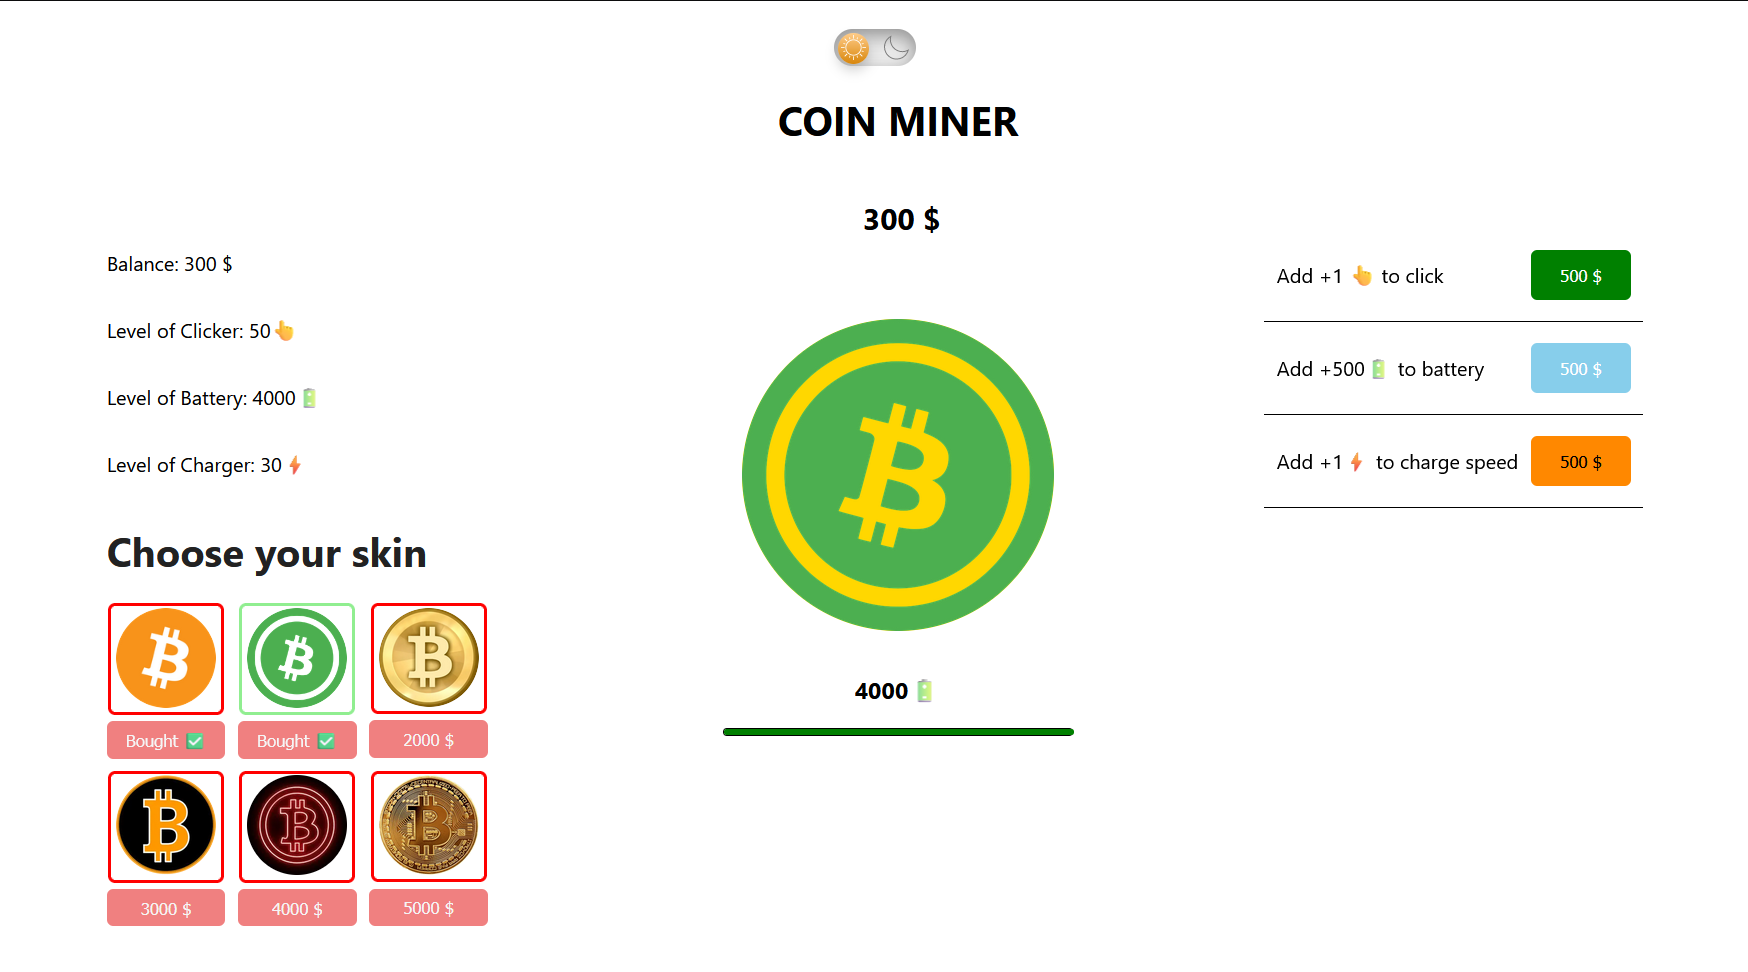 COIN MINER
300 $
Balance: 300 $
Level of Clicker: 50👆
Level of Battery: 4000🔋
Level of Charger: 30⚡
Choose your skin
Bought ✅
Bought ✅
2000 $
3000 $
4000 $
5000 $
4000🔋
Add +1 👆 to click
500 $
Add +500🔋 to battery
500 $
Add +1⚡ to charge speed
500 $